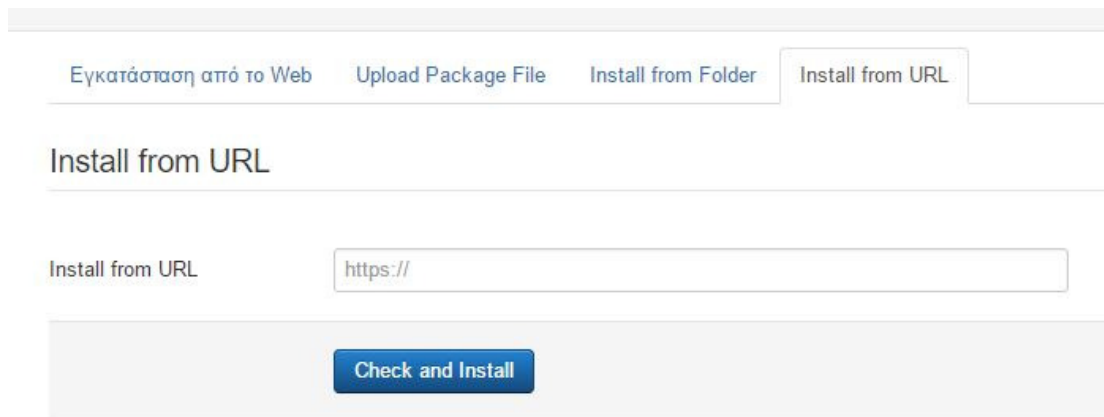 Εγκατάσταση από το Web Upload Package File Install from Folder Install from URL
Install from URL
Install from URL https://
Check and Install